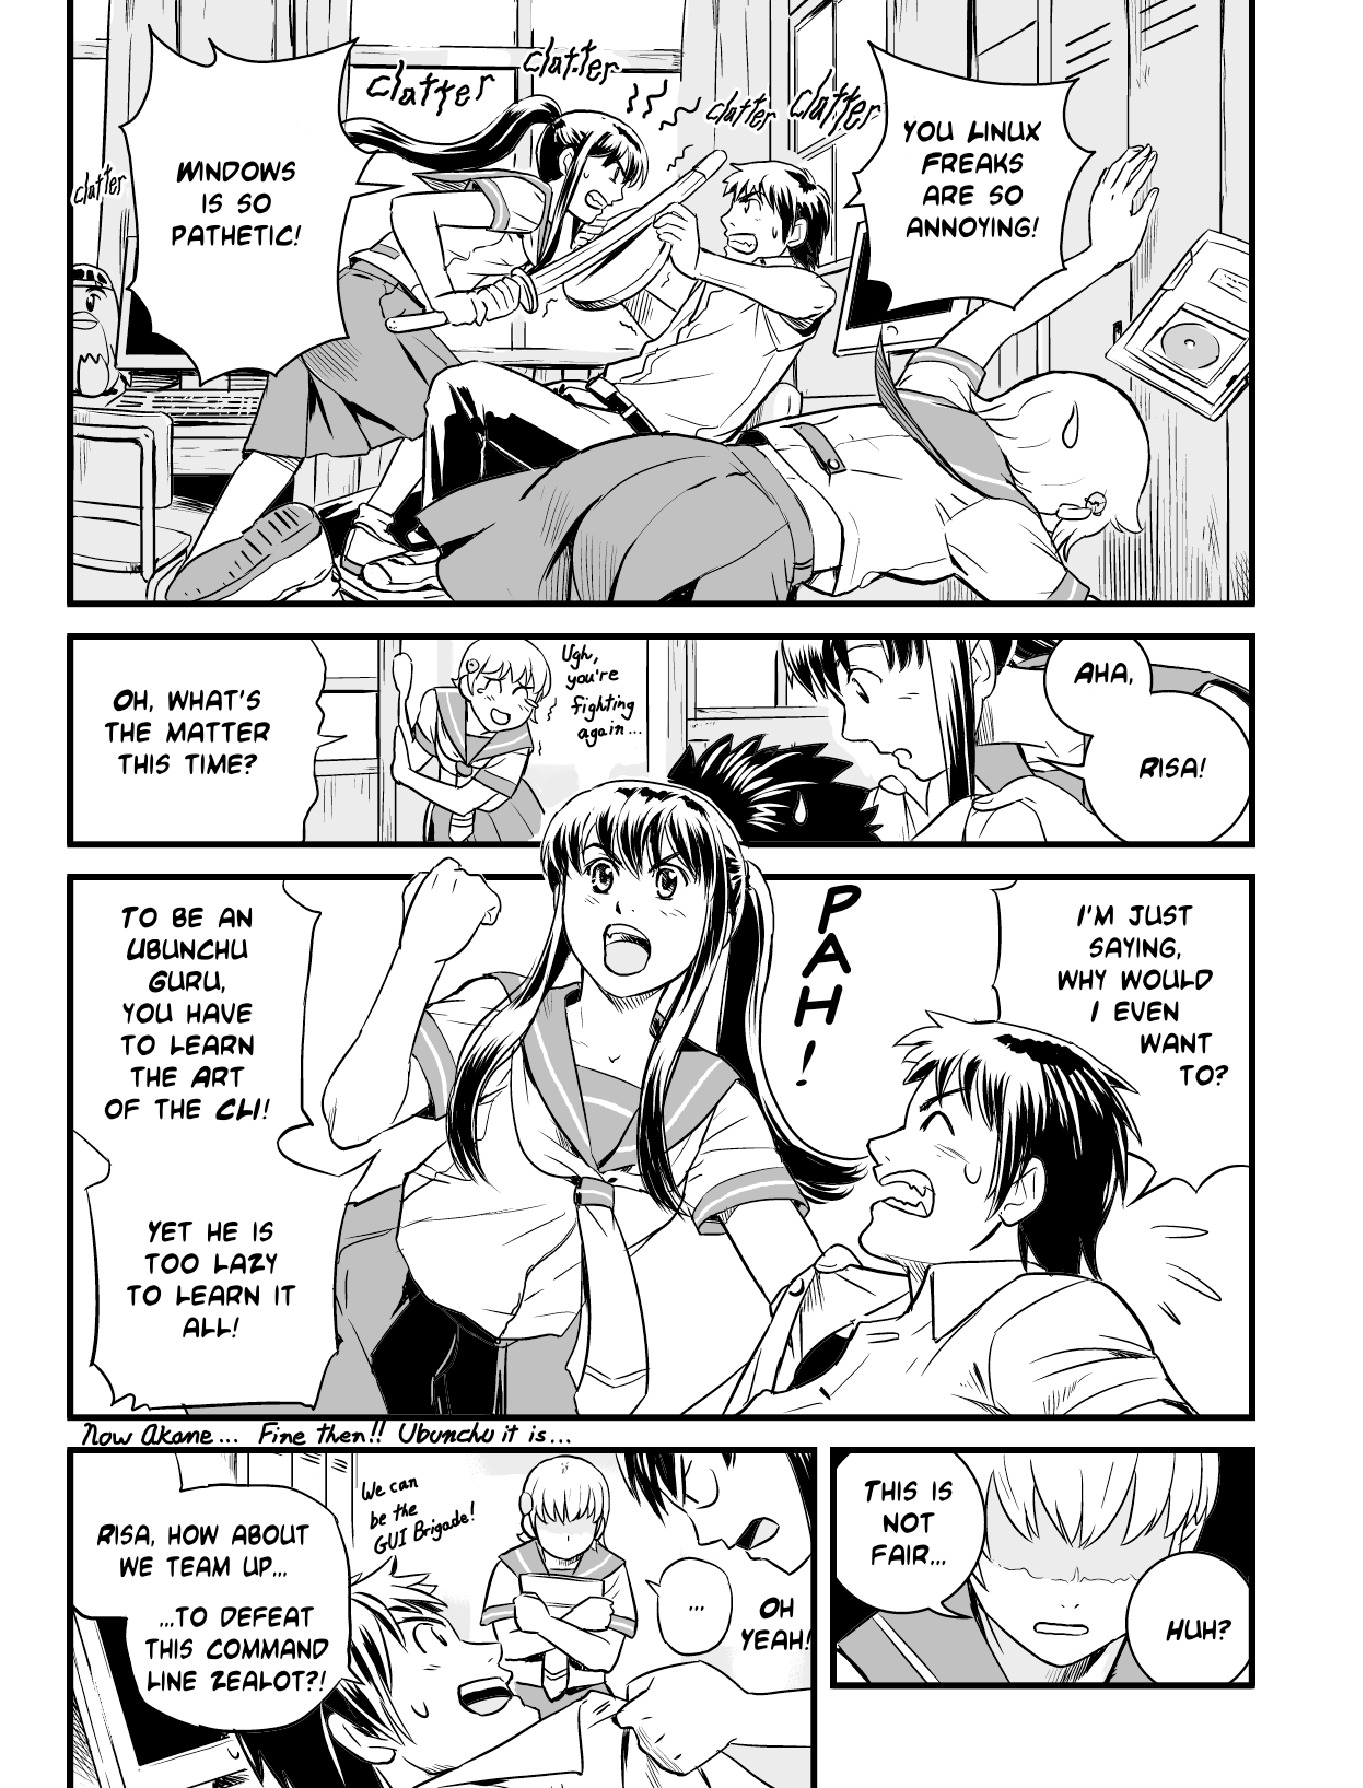 clatter
clatter
clatter
clatter
clatter
WINDOWS
IS SO
PATHETIC!
YOU LINUX
FREAKS
ARE SO
ANNOYING!
OH, WHAT'S
THE MATTER
THIS TIME?
Ugh,
you're
fighting
again...
AHA,
RISA!
TO BE AN
UBUNCHU
GURU,
YOU HAVE
TO LEARN
THE ART
OF THE CLI!
YET HE IS
TOO LAZY
TO LEARN IT
ALL!
PAH!
I'M JUST
SAYING,
WHY WOULD
I EVEN
WANT
TO?
Now Akane... Fine then!! Ubunchu it is...
RISA, HOW ABOUT
WE TEAM UP...
...TO DEFEAT
THIS COMMAND
LINE ZEALOT?!
We can
be the
GUI Brigade!
...
OH
YEAH!
THIS IS
NOT
FAIR...
HUH?